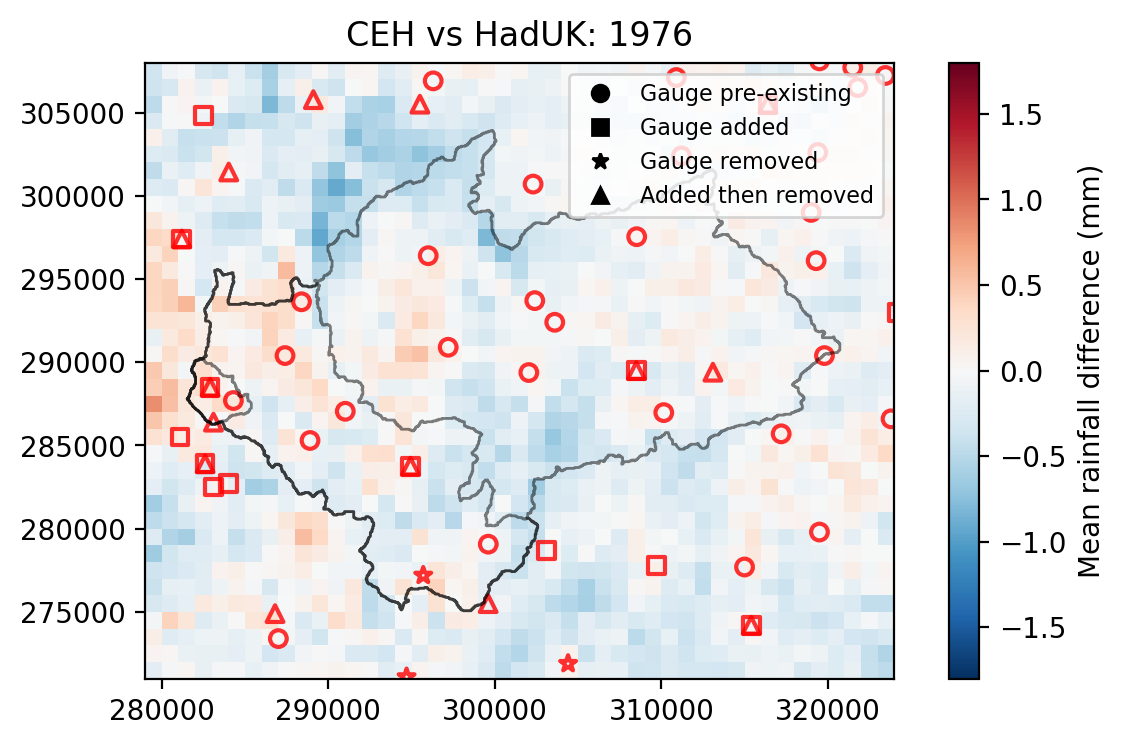 CEH vs HadUK: 1976
305000
300000
295000
290000
285000
280000
275000
280000 290000 300000 310000 320000
Gauge pre-existing
Gauge added
Gauge removed
Added then removed
1.5
1.0
0.5
0.0
−0.5
−1.0
−1.5
Mean rainfall difference (mm)